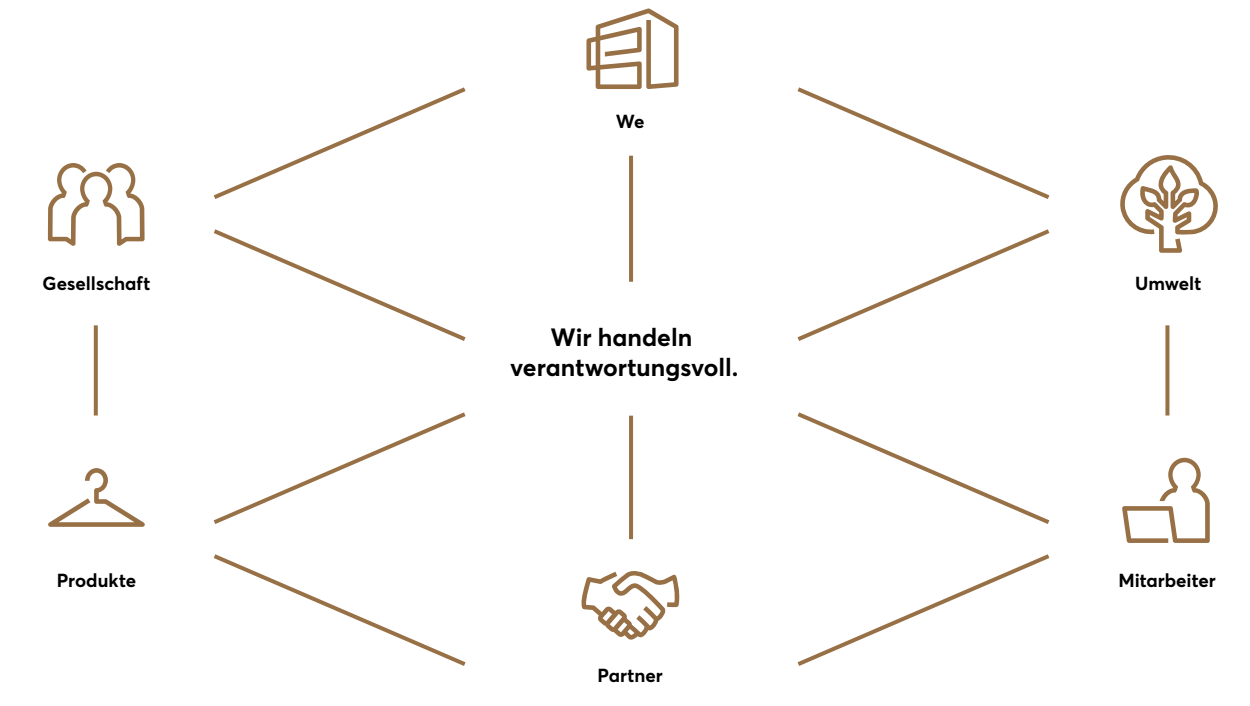 We
Gesellschaft
Umwelt
Wir handeln
verantwortungsvoll.
Produkte
Mitarbeiter
Partner